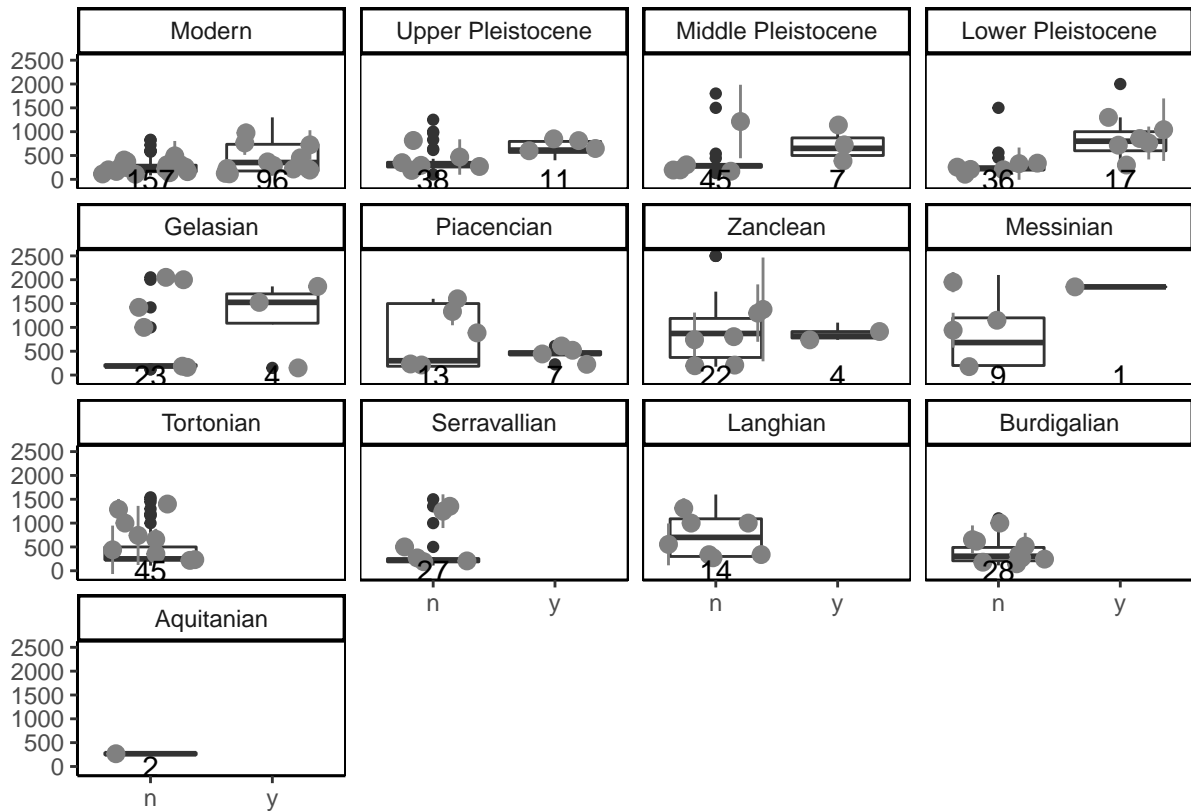 Modern Upper Pleistocene Middle Pleistocene Lower Pleistocene
2500
2000
1500
1000
500
0
157 96 38 11 45 7 36 17
Gelasian Piacencian Zanclean Messinian
2500
2000
1500
1000
500
0
23 4 13 7 22 4 9 1
Tortonian Serravallian Langhian Burdigalian
2500
2000
1500
1000
500
0
45 27 14 28
n y n y n y
Aquitanian
2500
2000
1500
1000
500
0
2
n y